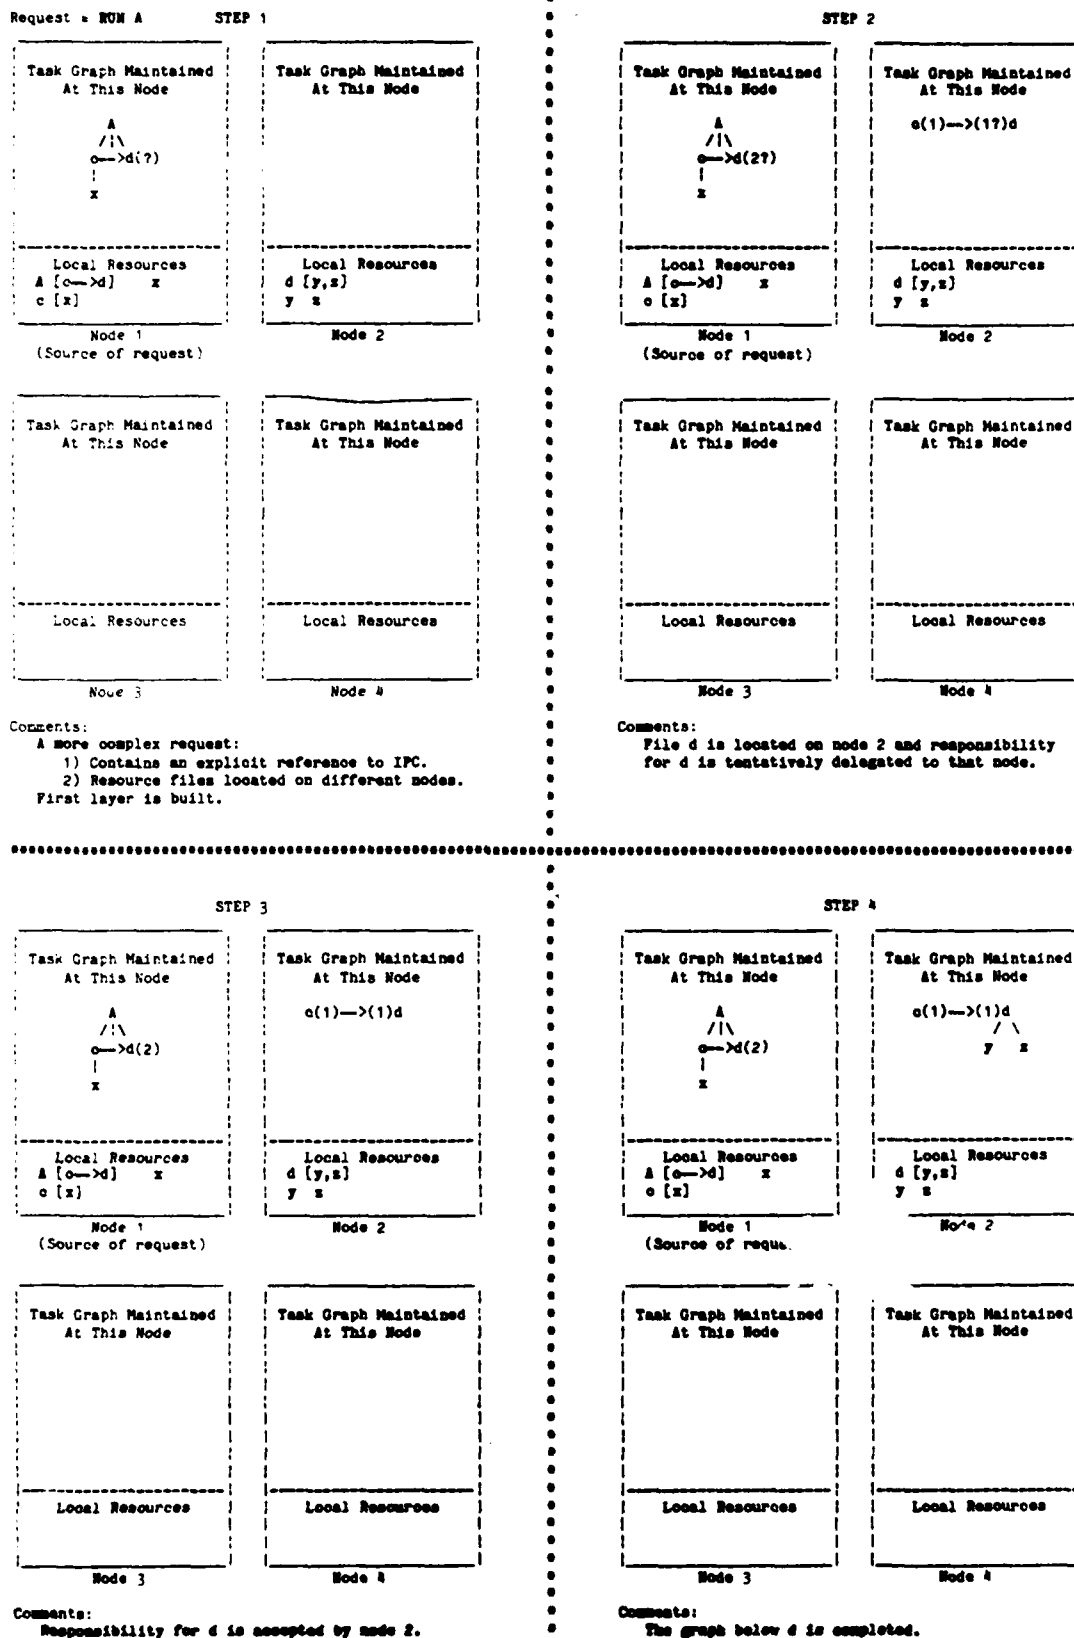 Request = RUN A STEP 1
Task Graph Maintained
At This Node
A
/|\
c—>d(?)
|
x
Local Resources
A [c—>d] x
c [x]
Node 1
(Source of request)
Task Graph Maintained
At This Node
Local Resources
d [y,z]
y z
Node 2
Task Graph Maintained
At This Node
Local Resources
Node 3
Task Graph Maintained
At This Node
Local Resources
Node 4
Comments:
A more complex request:
1) Contains an explicit reference to IPC.
2) Resource files located on different nodes.
First layer is built.
STEP 2
Task Graph Maintained
At This Node
A
/|\
c—>d(2?)
|
x
Local Resources
A [c—>d] x
c [x]
Node 1
(Source of request)
Task Graph Maintained
At This Node
c(1)—>(1?)d
Local Resources
d [y,z]
y z
Node 2
Task Graph Maintained
At This Node
Local Resources
Node 3
Task Graph Maintained
At This Node
Local Resources
Node 4
Comments:
File d is located on node 2 and responsibility
for d is tentatively delegated to that node.
STEP 3
Task Graph Maintained
At This Node
A
/|\
c—>d(2)
|
x
Local Resources
A [c—>d] x
c [x]
Node 1
(Source of request)
Task Graph Maintained
At This Node
c(1)—>(1)d
Local Resources
d [y,z]
y z
Node 2
Task Graph Maintained
At This Node
Local Resources
Node 3
Task Graph Maintained
At This Node
Local Resources
Node 4
Comments:
Responsibility for d is accepted by node 2.
STEP 4
Task Graph Maintained
At This Node
A
/|\
c—>d(2)
|
x
Local Resources
A [c—>d] x
c [x]
Node 1
(Source of reque
Task Graph Maintained
At This Node
c(1)—>(1)d
/ \
y z
Local Resources
d [y,z]
y z
Node 2
Task Graph Maintained
At This Node
Local Resources
Node 3
Task Graph Maintained
At This Node
Local Resources
Node 4
Comments:
The graph below d is completed.